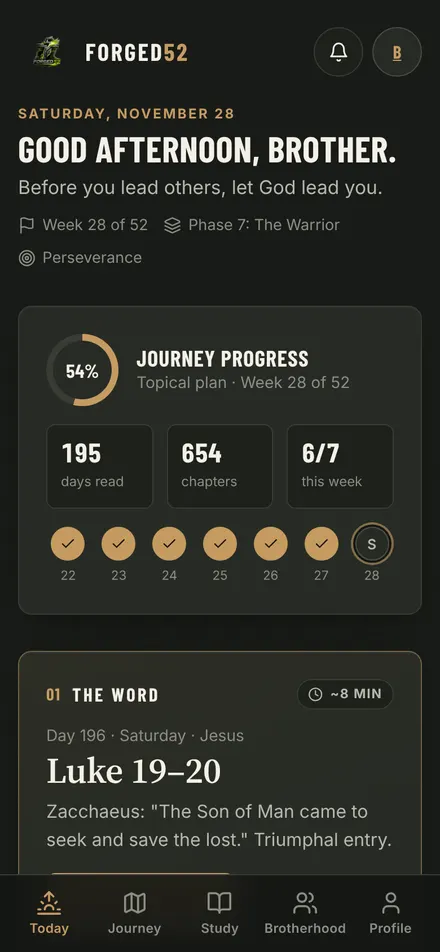 FORGED52
B
SATURDAY, NOVEMBER 28
GOOD AFTERNOON, BROTHER.
Before you lead others, let God lead you.
Week 28 of 52 Phase 7: The Warrior
Perseverance
54%
JOURNEY PROGRESS
Topical plan · Week 28 of 52
195 654 6/7
days read chapters this week
S
22 23 24 25 26 27 28
01 THE WORD ~8 MIN
Day 196 · Saturday · Jesus
Luke 19–20
Zacchaeus: "The Son of Man came to
seek and save the lost." Triumphal entry.
Today Journey Study Brotherhood Profile